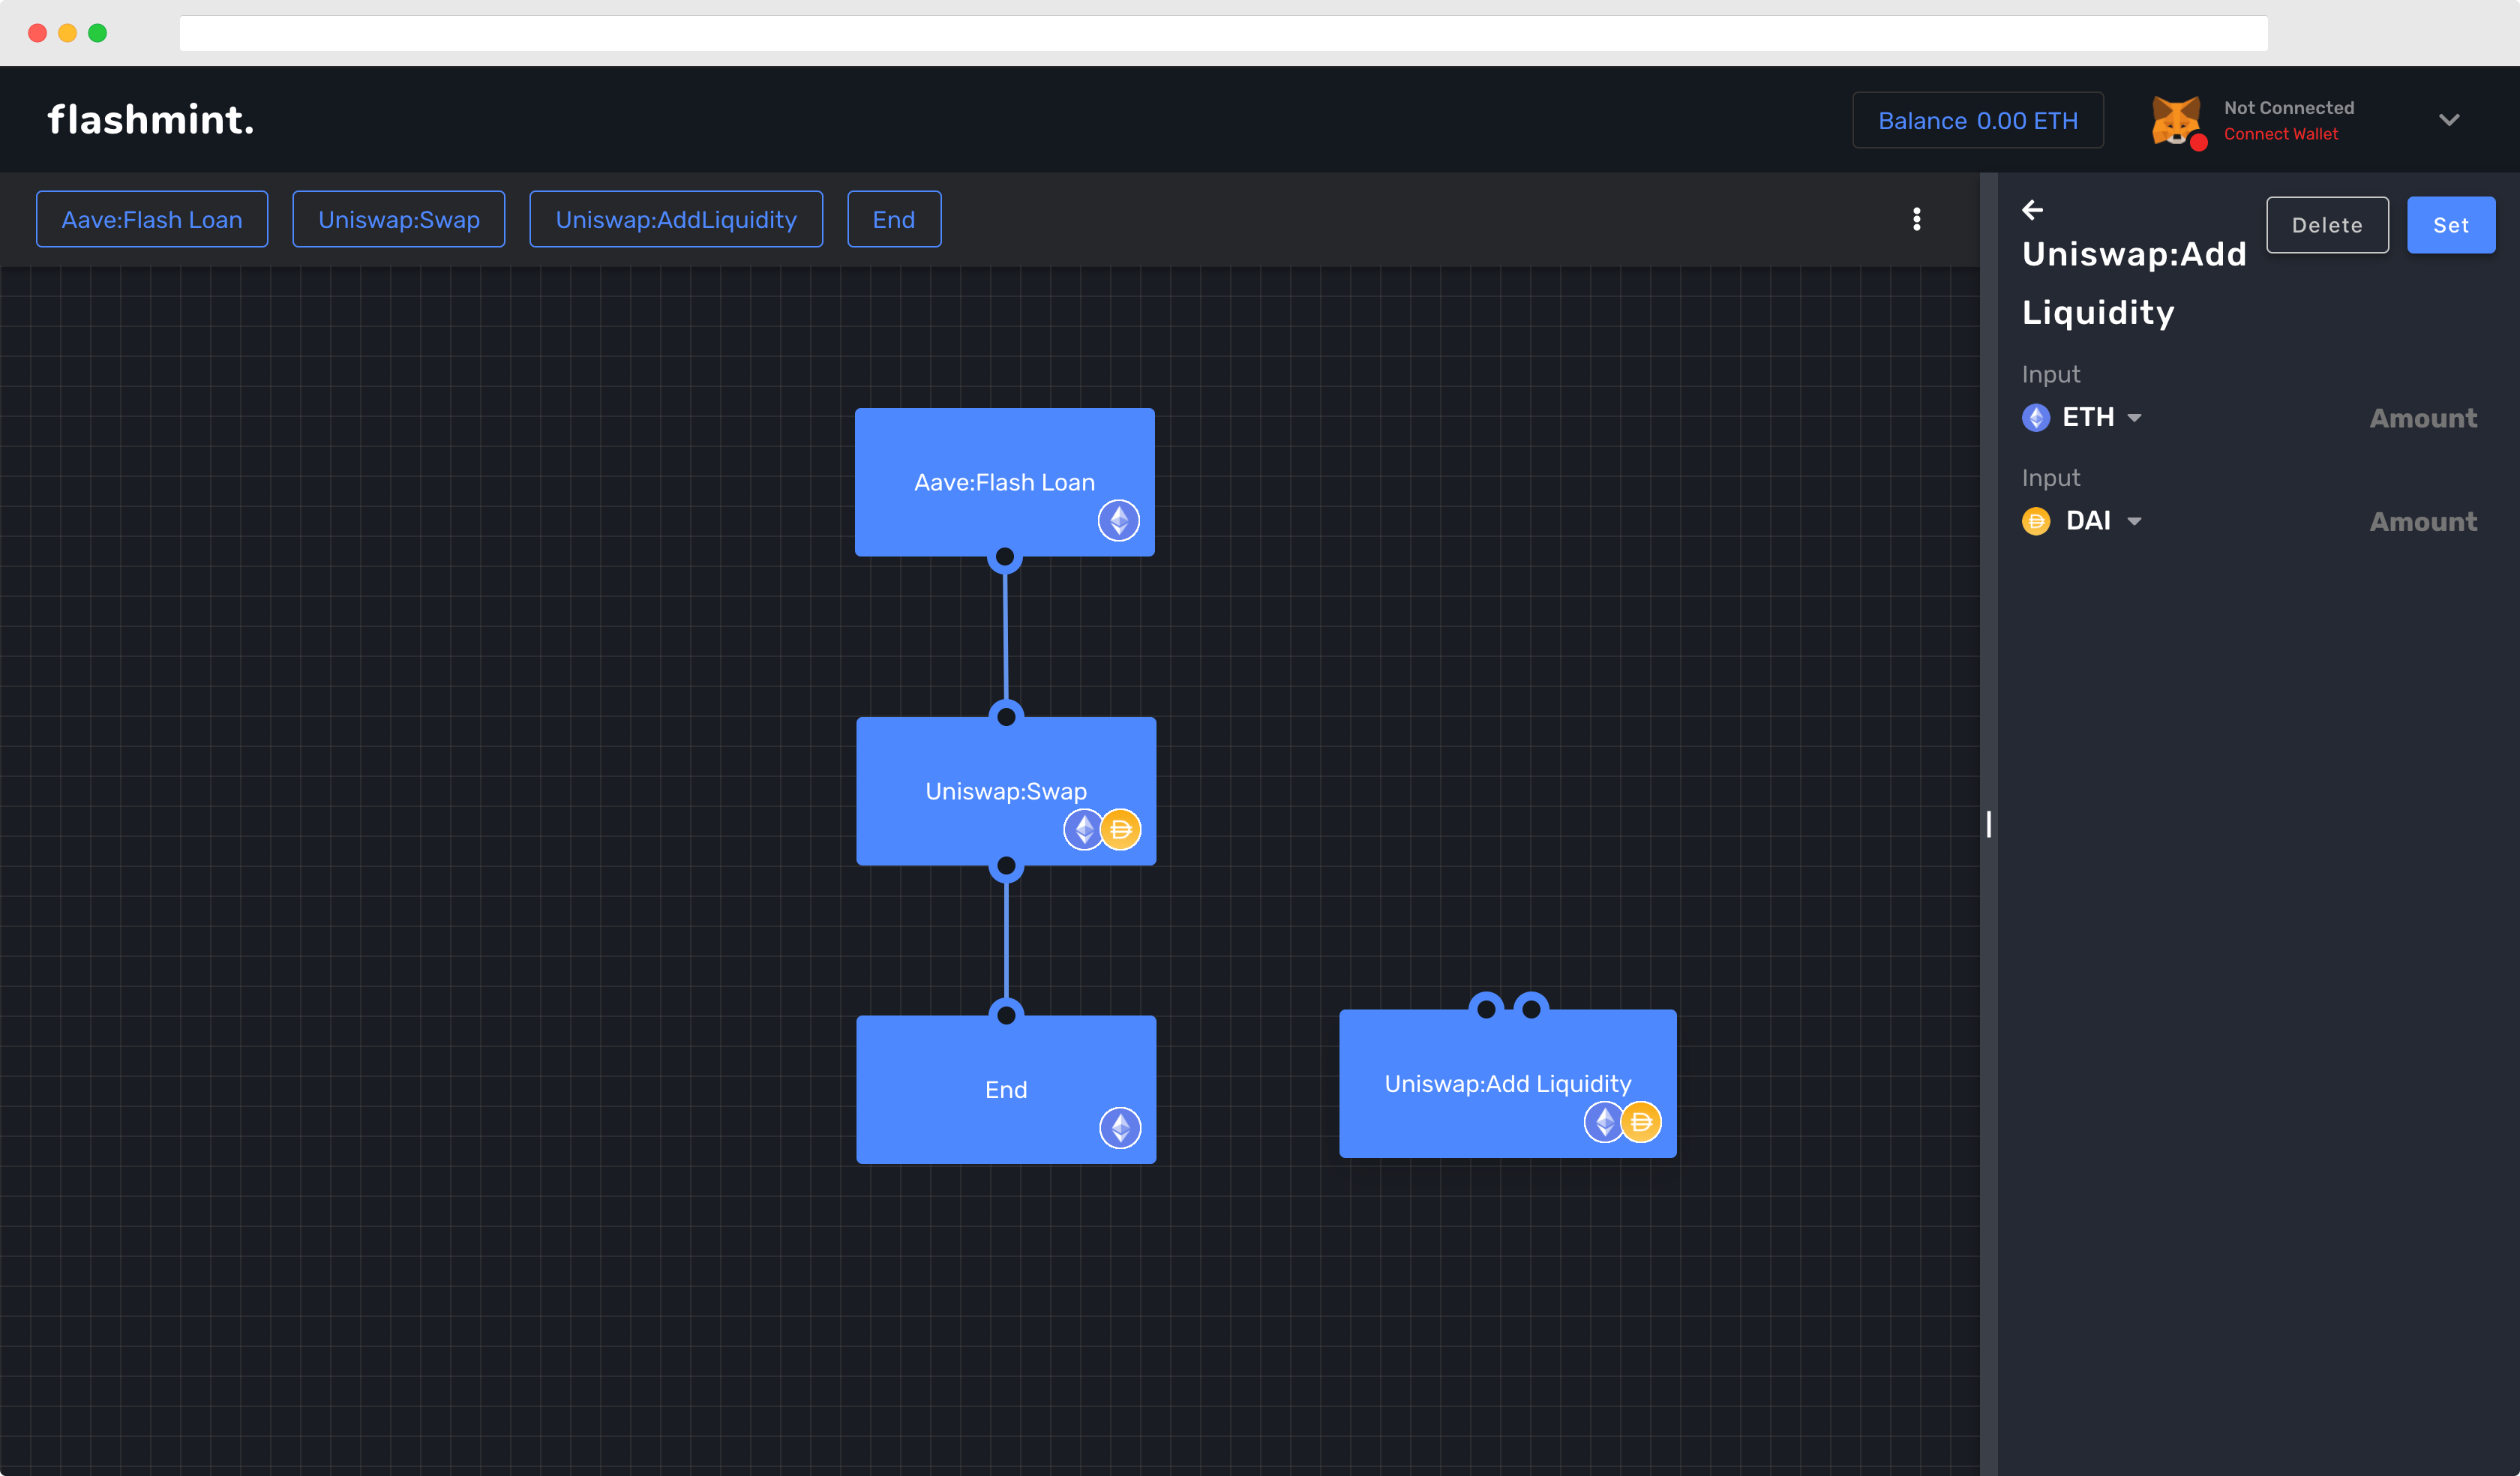 flashmint.
Balance 0.00 ETH
Not Connected
Connect Wallet
Aave:Flash Loan
Uniswap:Swap
Uniswap:AddLiquidity
End
Delete
Set
Uniswap:Add
Liquidity
Input
ETH
Amount
Input
DAI
Amount
Aave:Flash Loan
Uniswap:Swap
End
Uniswap:Add Liquidity